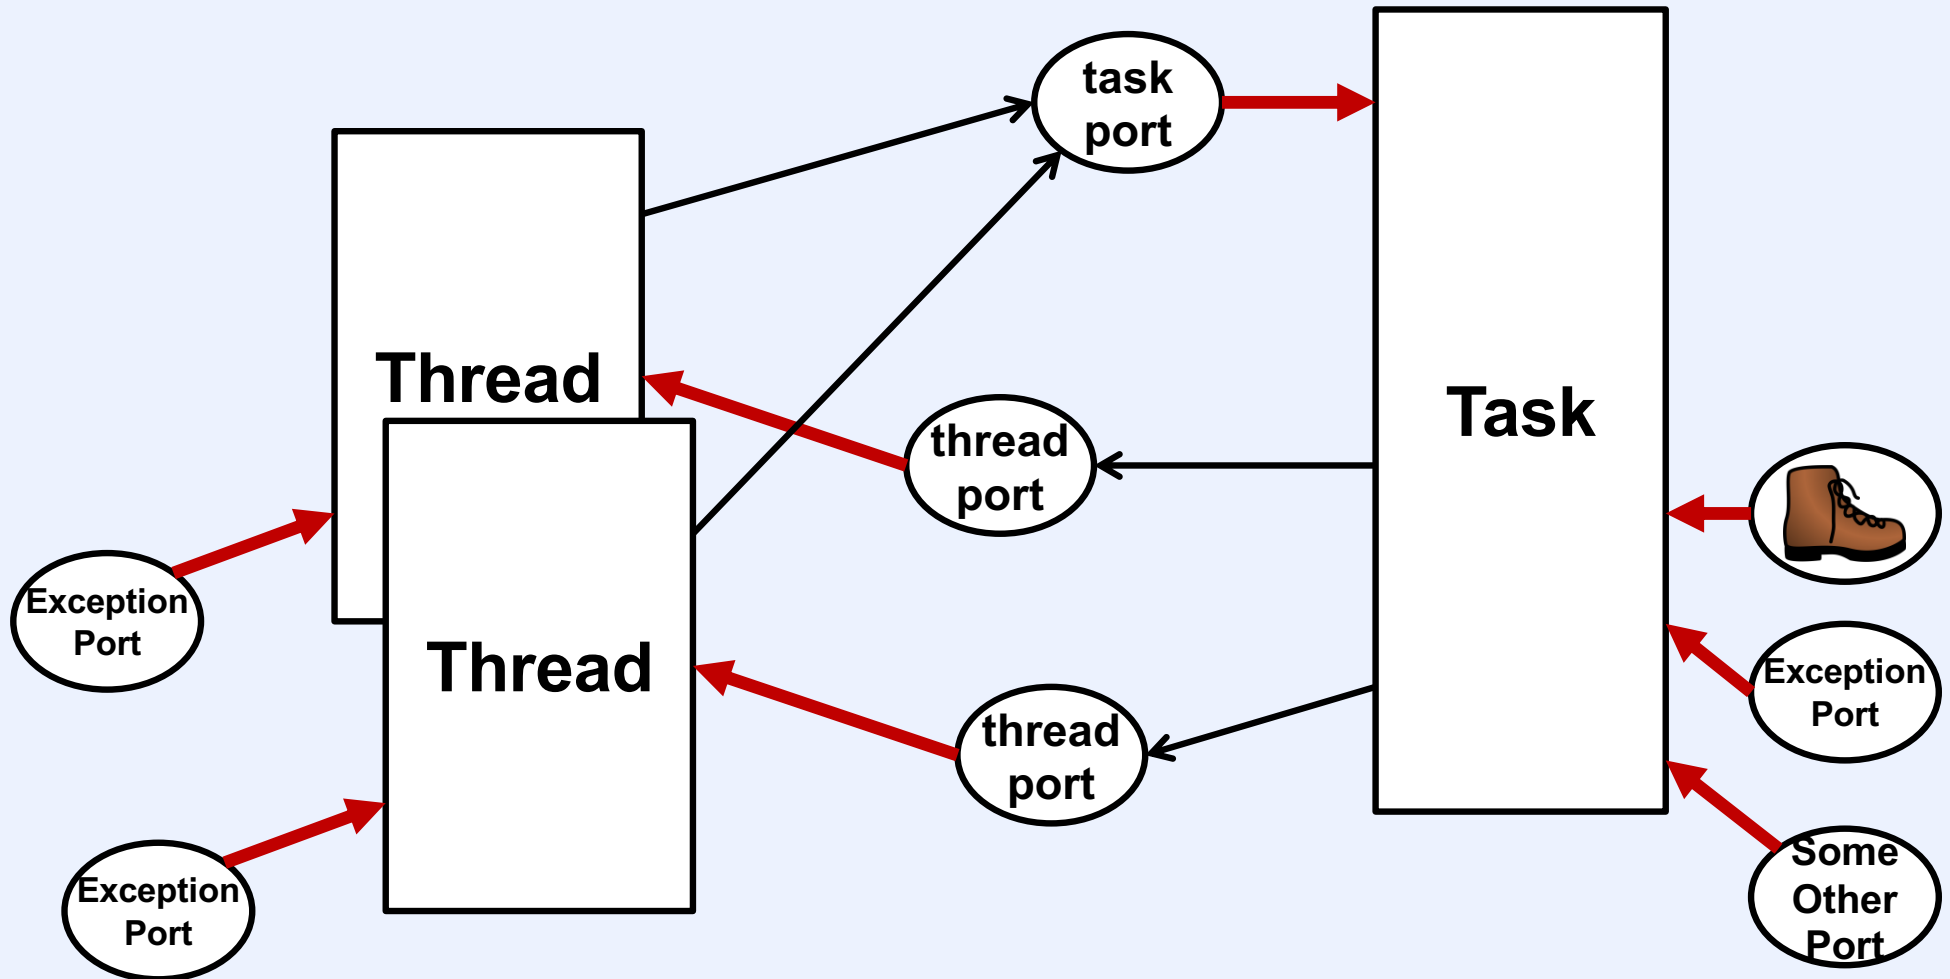 task
port
Thread
thread
port
Task
Exception
Port
Thread
Exception
Port
thread
port
Exception
Port
Some
Other
Port